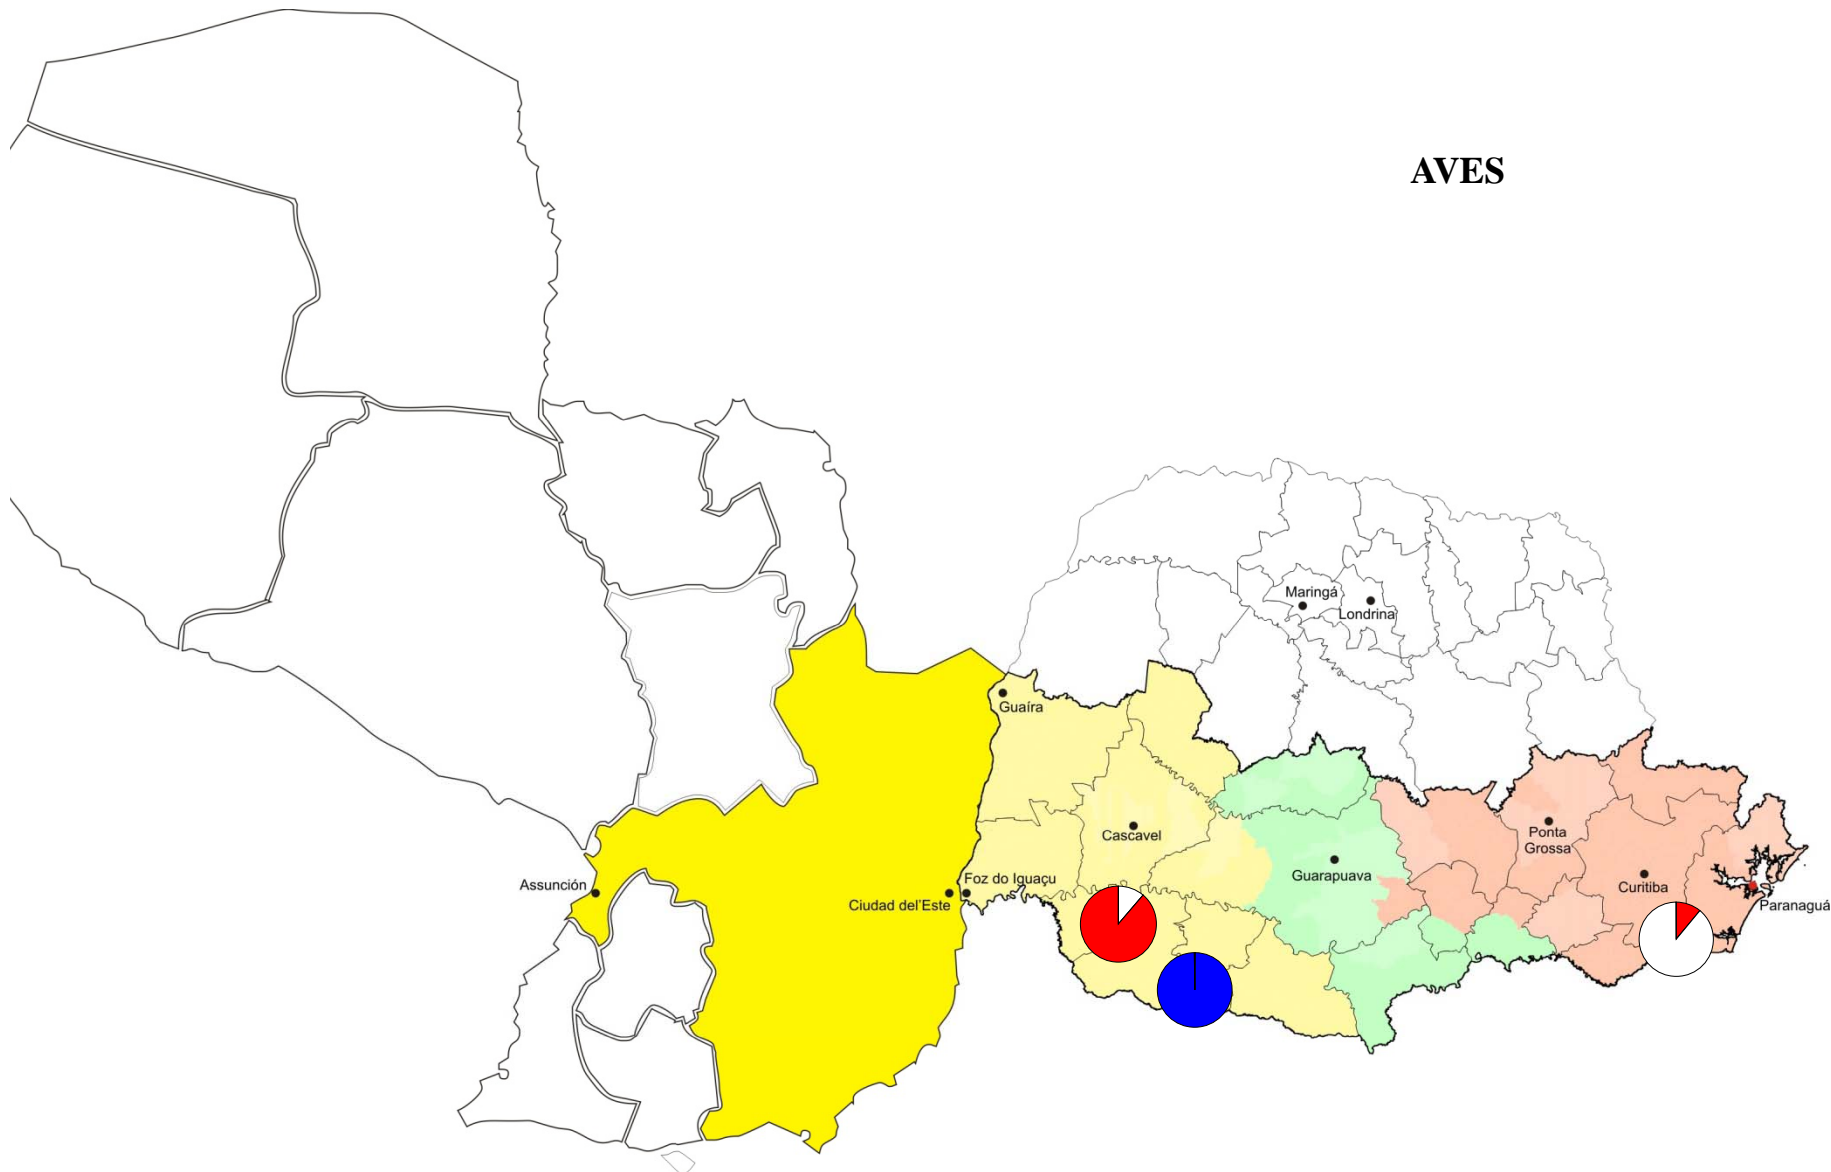 AVES
Maringá
Londrina
Guaíra
Cascavel
Ponta
Grossa
Guarapuava
Curitiba
Assunción
Foz do Iguaçu
Ciudad del'Este
Paranaguá